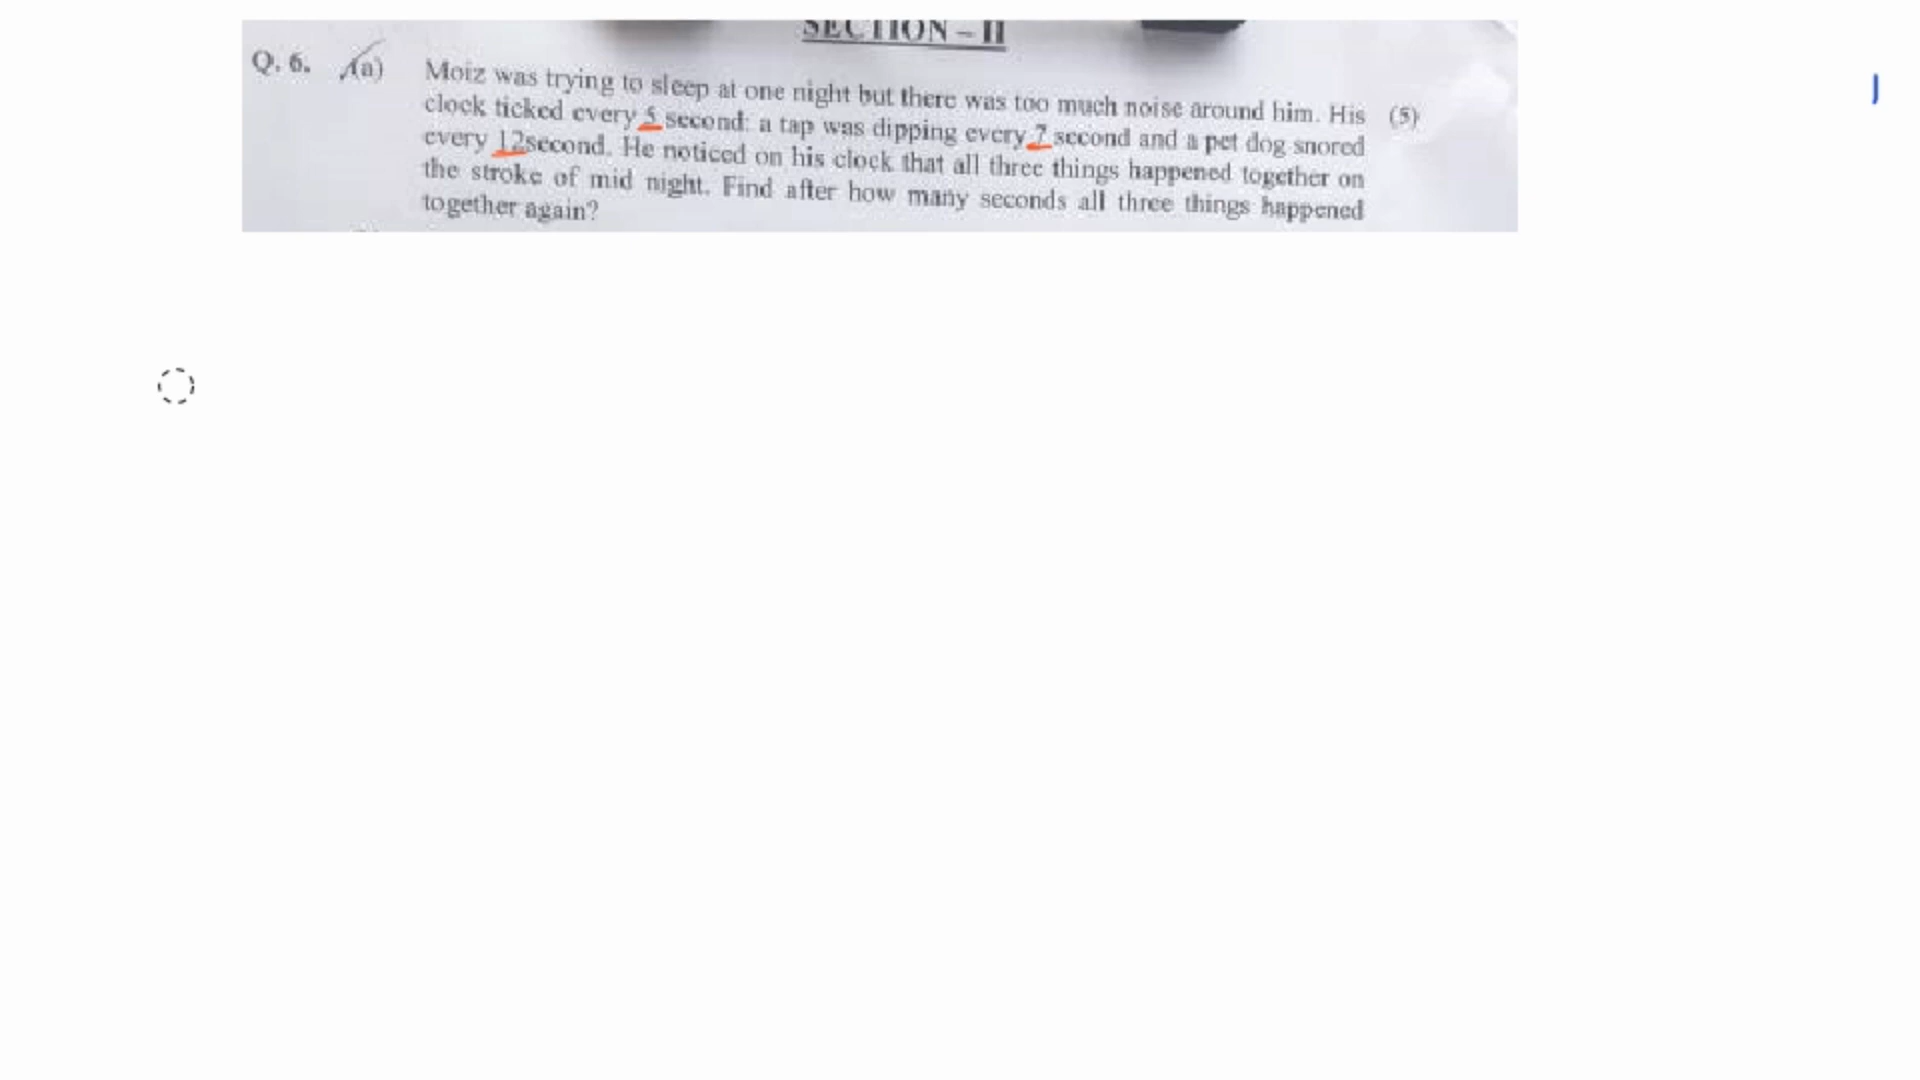 SECTION – II
Q. 6. (a) Moiz was trying to sleep at one night but there was too much noise around him. His (5)
clock ticked every 5 second: a tap was dipping every 7 second and a pet dog snored
every 12second. He noticed on his clock that all three things happened together on
the stroke of mid night. Find after how many seconds all three things happened
together again?